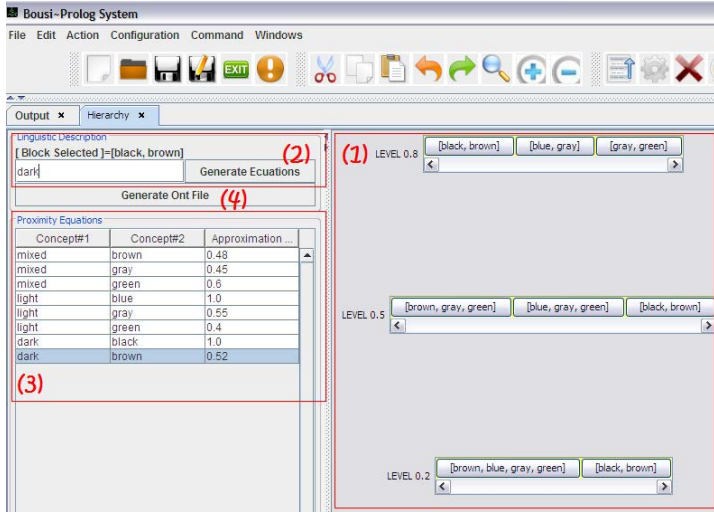 Bousi~Prolog System
File Edit Action Configuration Command Windows
EXIT
Output × Hierarchy ×
Linguistic Description
[ Block Selected ]=[black, brown]
(2)
dark
Generate Ecuations
Generate Ont File
(4)
Proximity Equations
Concept#1 Concept#2 Approximation ...
mixed brown 0.48
mixed gray 0.45
mixed green 0.6
light blue 1.0
light gray 0.55
light green 0.4
dark black 1.0
dark brown 0.52
(3)
(1)
LEVEL 0.8 [black, brown] [blue, gray] [gray, green]
LEVEL 0.5 [brown, gray, green] [blue, gray, green] [black, brown]
LEVEL 0.2 [brown, blue, gray, green] [black, brown]